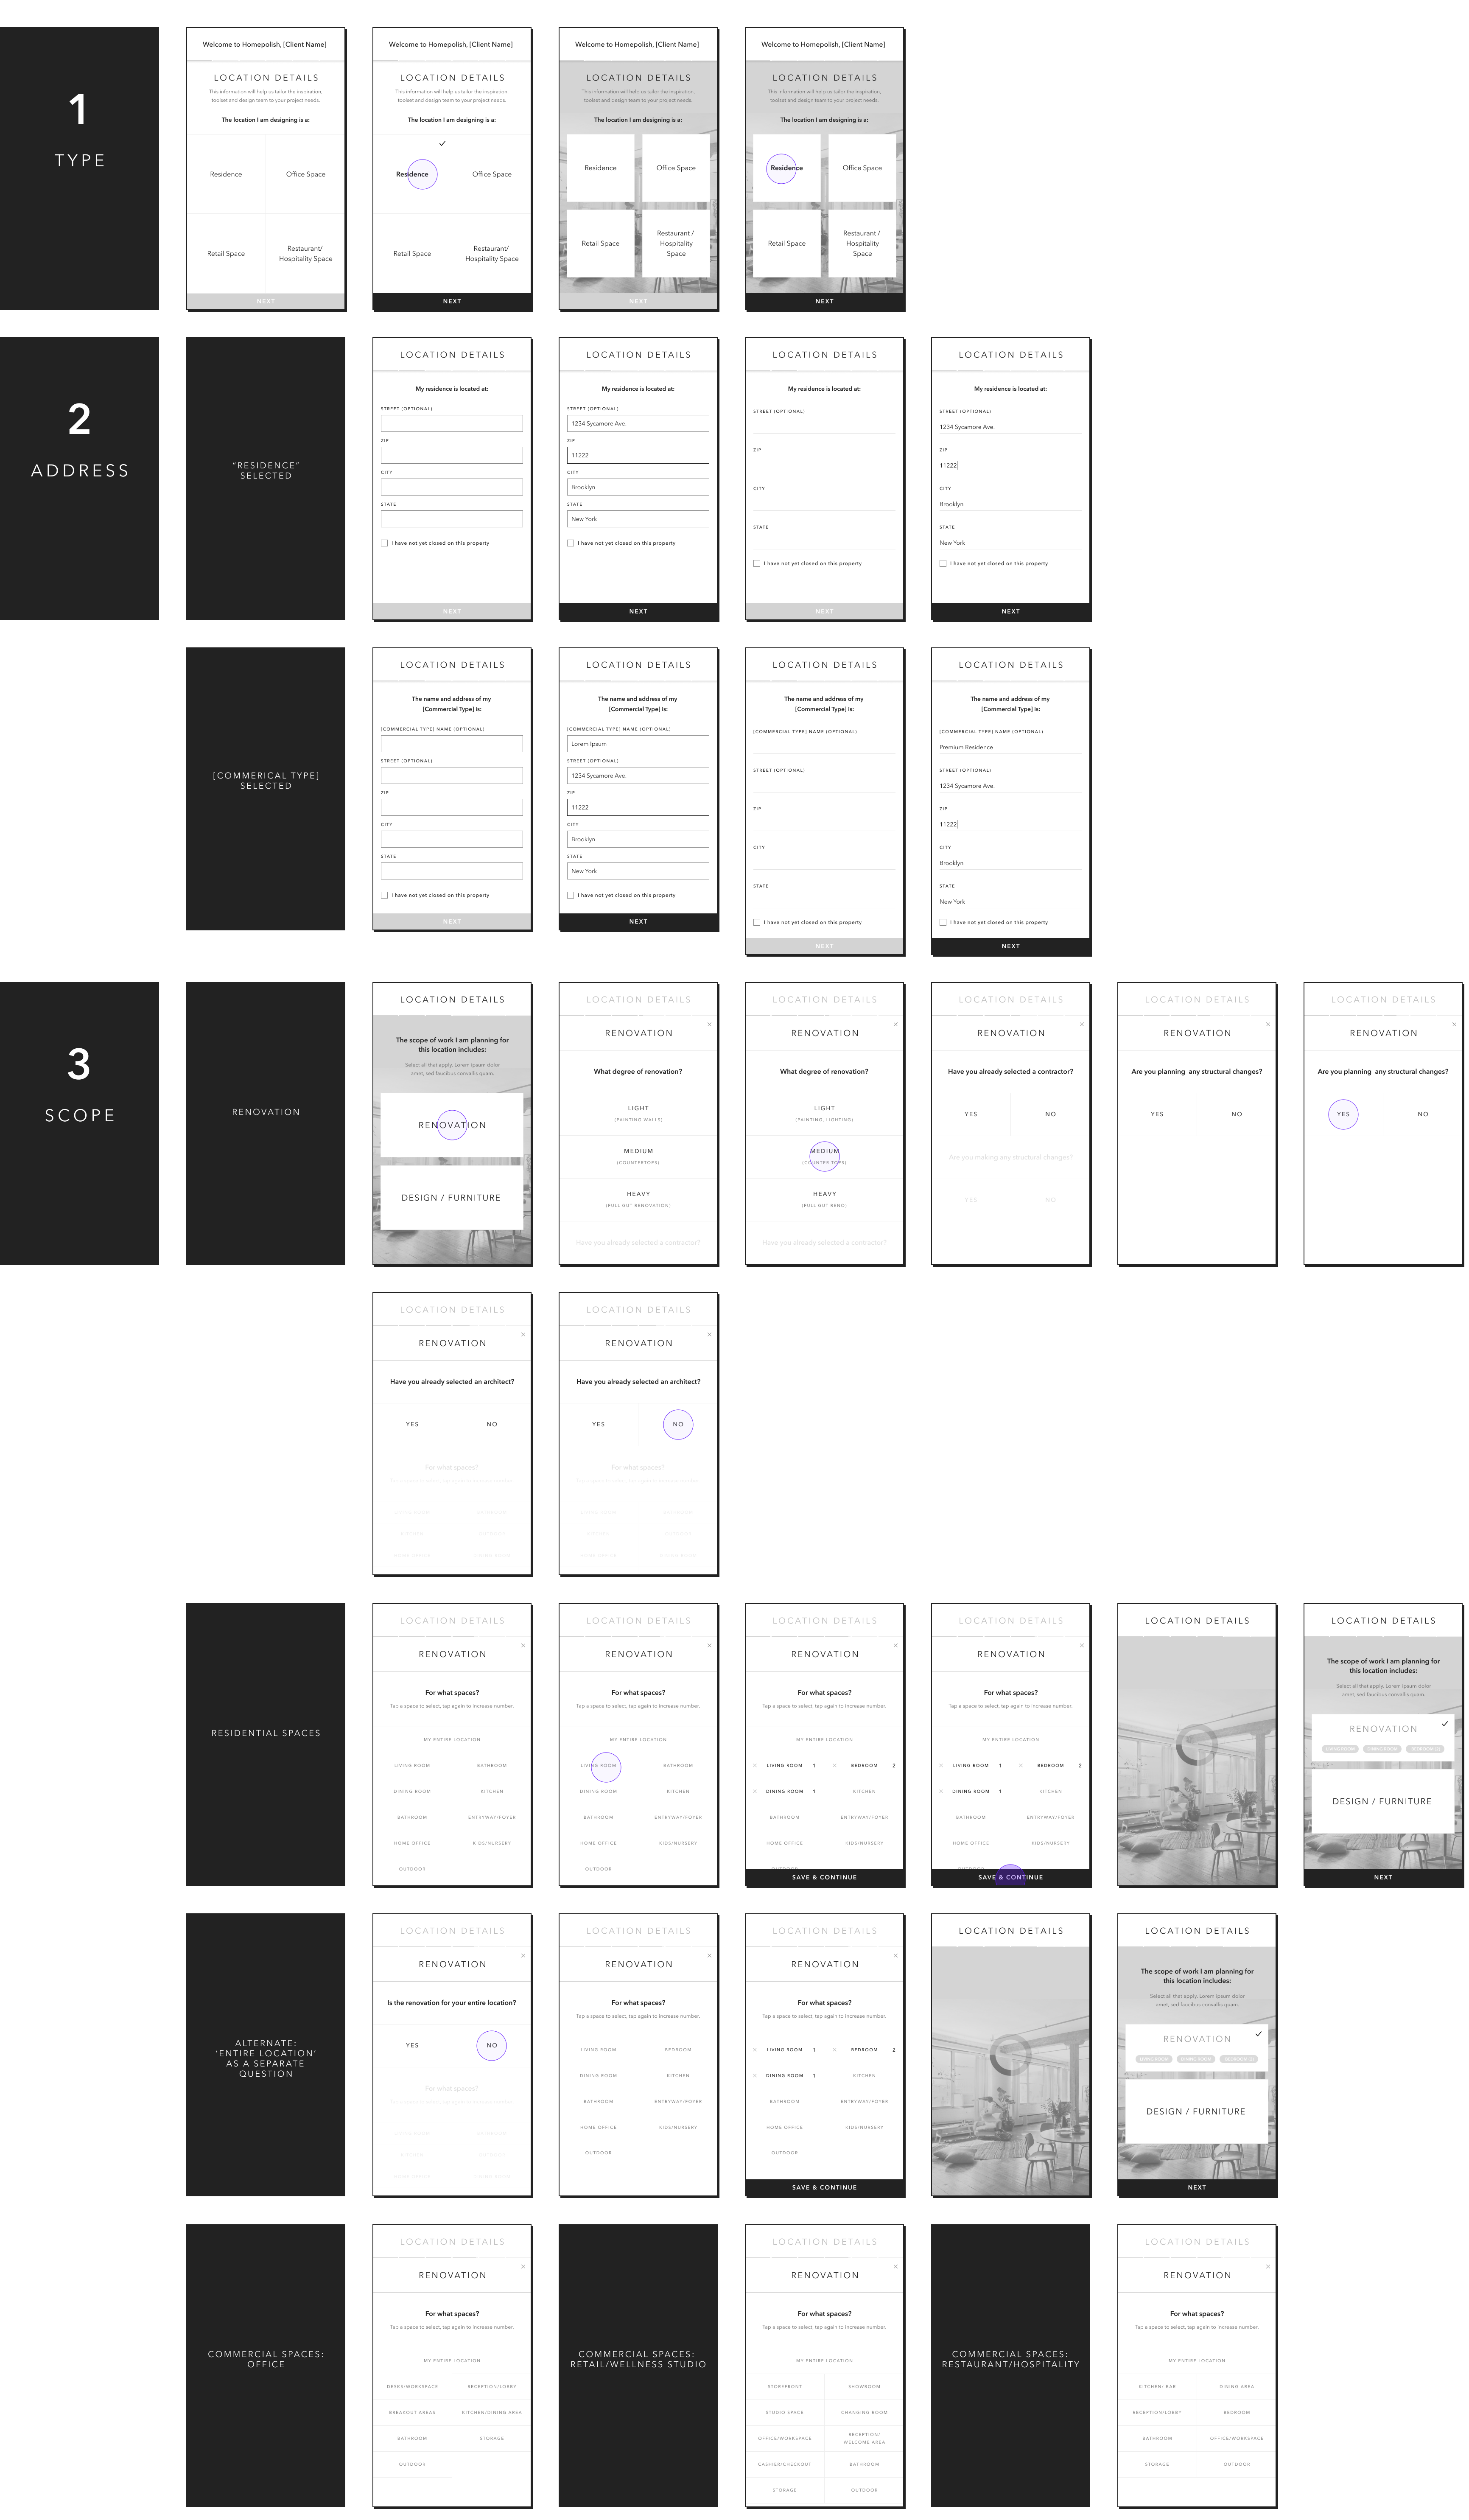 1
TYPE
Welcome to Homepolish, [Client Name]
LOCATION DETAILS
This information will help us tailor the inspiration,
toolset and design team to your project needs.
The location I am designing is a:
Residence
Office Space
Retail Space
Restaurant/
Hospitality Space
NEXT
Welcome to Homepolish, [Client Name]
LOCATION DETAILS
This information will help us tailor the inspiration,
toolset and design team to your project needs.
The location I am designing is a:
Residence
Office Space
Retail Space
Restaurant/
Hospitality Space
NEXT
Welcome to Homepolish, [Client Name]
LOCATION DETAILS
This information will help us tailor the inspiration,
toolset and design team to your project needs.
The location I am designing is a:
Residence
Office Space
Retail Space
Restaurant /
Hospitality
Space
NEXT
Welcome to Homepolish, [Client Name]
LOCATION DETAILS
This information will help us tailor the inspiration,
toolset and design team to your project needs.
The location I am designing is a:
Residence
Office Space
Retail Space
Restaurant /
Hospitality
Space
NEXT
2
ADDRESS
"RESIDENCE"
SELECTED
LOCATION DETAILS
My residence is located at:
STREET (OPTIONAL)
ZIP
CITY
STATE
I have not yet closed on this property
NEXT
LOCATION DETAILS
My residence is located at:
STREET (OPTIONAL)
1234 Sycamore Ave.
ZIP
11222
CITY
Brooklyn
STATE
New York
I have not yet closed on this property
NEXT
LOCATION DETAILS
My residence is located at:
STREET (OPTIONAL)
ZIP
CITY
STATE
I have not yet closed on this property
NEXT
LOCATION DETAILS
My residence is located at:
STREET (OPTIONAL)
1234 Sycamore Ave.
ZIP
11222
CITY
Brooklyn
STATE
New York
I have not yet closed on this property
NEXT
[COMMERICAL TYPE]
SELECTED
LOCATION DETAILS
The name and address of my
[Commercial Type] is:
[COMMERCIAL TYPE] NAME (OPTIONAL)
STREET (OPTIONAL)
ZIP
CITY
STATE
I have not yet closed on this property
NEXT
LOCATION DETAILS
The name and address of my
[Commercial Type] is:
[COMMERCIAL TYPE] NAME (OPTIONAL)
Lorem Ipsum
STREET (OPTIONAL)
1234 Sycamore Ave.
ZIP
11222
CITY
Brooklyn
STATE
New York
I have not yet closed on this property
NEXT
LOCATION DETAILS
The name and address of my
[Commercial Type] is:
[COMMERCIAL TYPE] NAME (OPTIONAL)
STREET (OPTIONAL)
ZIP
CITY
STATE
I have not yet closed on this property
NEXT
LOCATION DETAILS
The name and address of my
[Commercial Type] is:
[COMMERCIAL TYPE] NAME (OPTIONAL)
Premium Residence
STREET (OPTIONAL)
1234 Sycamore Ave.
ZIP
11222
CITY
Brooklyn
STATE
New York
I have not yet closed on this property
NEXT
3
SCOPE
RENOVATION
LOCATION DETAILS
The scope of work I am planning for
this location includes:
Select all that apply. Lorem ipsum dolor
amet, sed faucibus convallis quam.
RENOVATION
DESIGN / FURNITURE
LOCATION DETAILS
RENOVATION
What degree of renovation?
LIGHT
(PAINTING WALLS)
MEDIUM
(COUNTERTOPS)
HEAVY
(FULL GUT RENOVATION)
Have you already selected a contractor?
LOCATION DETAILS
RENOVATION
What degree of renovation?
LIGHT
(PAINTING, LIGHTING)
MEDIUM
(COUNTER TOPS)
HEAVY
(FULL GUT RENO)
Have you already selected a contractor?
LOCATION DETAILS
RENOVATION
Have you already selected a contractor?
YES
NO
Are you making any structural changes?
YES
NO
LOCATION DETAILS
RENOVATION
Are you planning any structural changes?
YES
NO
LOCATION DETAILS
RENOVATION
Are you planning any structural changes?
YES
NO
LOCATION DETAILS
RENOVATION
Have you already selected an architect?
YES
NO
For what spaces?
Tap a space to select, tap again to increase number.
LOCATION DETAILS
RENOVATION
Have you already selected an architect?
YES
NO
For what spaces?
Tap a space to select, tap again to increase number.
RESIDENTIAL SPACES
LOCATION DETAILS
RENOVATION
For what spaces?
Tap a space to select, tap again to increase number.
MY ENTIRE LOCATION
LIVING ROOM
BATHROOM
DINING ROOM
KITCHEN
BATHROOM
ENTRYWAY/FOYER
HOME OFFICE
KIDS/NURSERY
OUTDOOR
LOCATION DETAILS
RENOVATION
For what spaces?
Tap a space to select, tap again to increase number.
MY ENTIRE LOCATION
LIVING ROOM
BATHROOM
DINING ROOM
KITCHEN
BATHROOM
ENTRYWAY/FOYER
HOME OFFICE
KIDS/NURSERY
OUTDOOR
LOCATION DETAILS
RENOVATION
For what spaces?
Tap a space to select, tap again to increase number.
MY ENTIRE LOCATION
LIVING ROOM 1
BEDROOM 2
DINING ROOM 1
KITCHEN
BATHROOM
ENTRYWAY/FOYER
HOME OFFICE
KIDS/NURSERY
OUTDOOR
SAVE & CONTINUE
LOCATION DETAILS
RENOVATION
For what spaces?
Tap a space to select, tap again to increase number.
MY ENTIRE LOCATION
LIVING ROOM 1
BEDROOM 2
DINING ROOM 1
KITCHEN
BATHROOM
ENTRYWAY/FOYER
HOME OFFICE
KIDS/NURSERY
OUTDOOR
SAVE & CONTINUE
LOCATION DETAILS
LOCATION DETAILS
The scope of work I am planning for
this location includes:
Select all that apply. Lorem ipsum dolor
amet, sed faucibus convallis quam.
RENOVATION
DESIGN / FURNITURE
NEXT
ALTERNATE:
'ENTIRE LOCATION'
AS A SEPARATE
QUESTION
LOCATION DETAILS
RENOVATION
Is the renovation for your entire location?
YES
NO
For what spaces?
LOCATION DETAILS
RENOVATION
For what spaces?
Tap a space to select, tap again to increase number.
LIVING ROOM
BEDROOM
DINING ROOM
KITCHEN
BATHROOM
ENTRYWAY/FOYER
HOME OFFICE
KIDS/NURSERY
OUTDOOR
LOCATION DETAILS
RENOVATION
For what spaces?
Tap a space to select, tap again to increase number.
LIVING ROOM 1
BEDROOM 2
DINING ROOM 1
KITCHEN
BATHROOM
ENTRYWAY/FOYER
HOME OFFICE
KIDS/NURSERY
OUTDOOR
SAVE & CONTINUE
LOCATION DETAILS
LOCATION DETAILS
The scope of work I am planning for
this location includes:
Select all that apply. Lorem ipsum dolor
amet, sed faucibus convallis quam.
RENOVATION
DESIGN / FURNITURE
NEXT
COMMERCIAL SPACES:
OFFICE
LOCATION DETAILS
RENOVATION
For what spaces?
Tap a space to select, tap again to increase number.
MY ENTIRE LOCATION
DESKS/WORKSPACE
RECEPTION/LOBBY
BREAKOUT AREAS
KITCHEN/DINING AREA
BATHROOM
STORAGE
OUTDOOR
COMMERCIAL SPACES:
RETAIL/WELLNESS STUDIO
LOCATION DETAILS
RENOVATION
For what spaces?
Tap a space to select, tap again to increase number.
MY ENTIRE LOCATION
STOREFRONT
SHOWROOM
STUDIO SPACE
CHANGING ROOM
OFFICE/WORKSPACE
RECEPTION/
WELCOME AREA
CASHIER/CHECKOUT
BATHROOM
STORAGE
OUTDOOR
COMMERCIAL SPACES:
RESTAURANT/HOSPITALITY
LOCATION DETAILS
RENOVATION
For what spaces?
Tap a space to select, tap again to increase number.
MY ENTIRE LOCATION
KITCHEN/ BAR
DINING AREA
RECEPTION/LOBBY
BEDROOM
BATHROOM
OFFICE/WORKSPACE
STORAGE
OUTDOOR